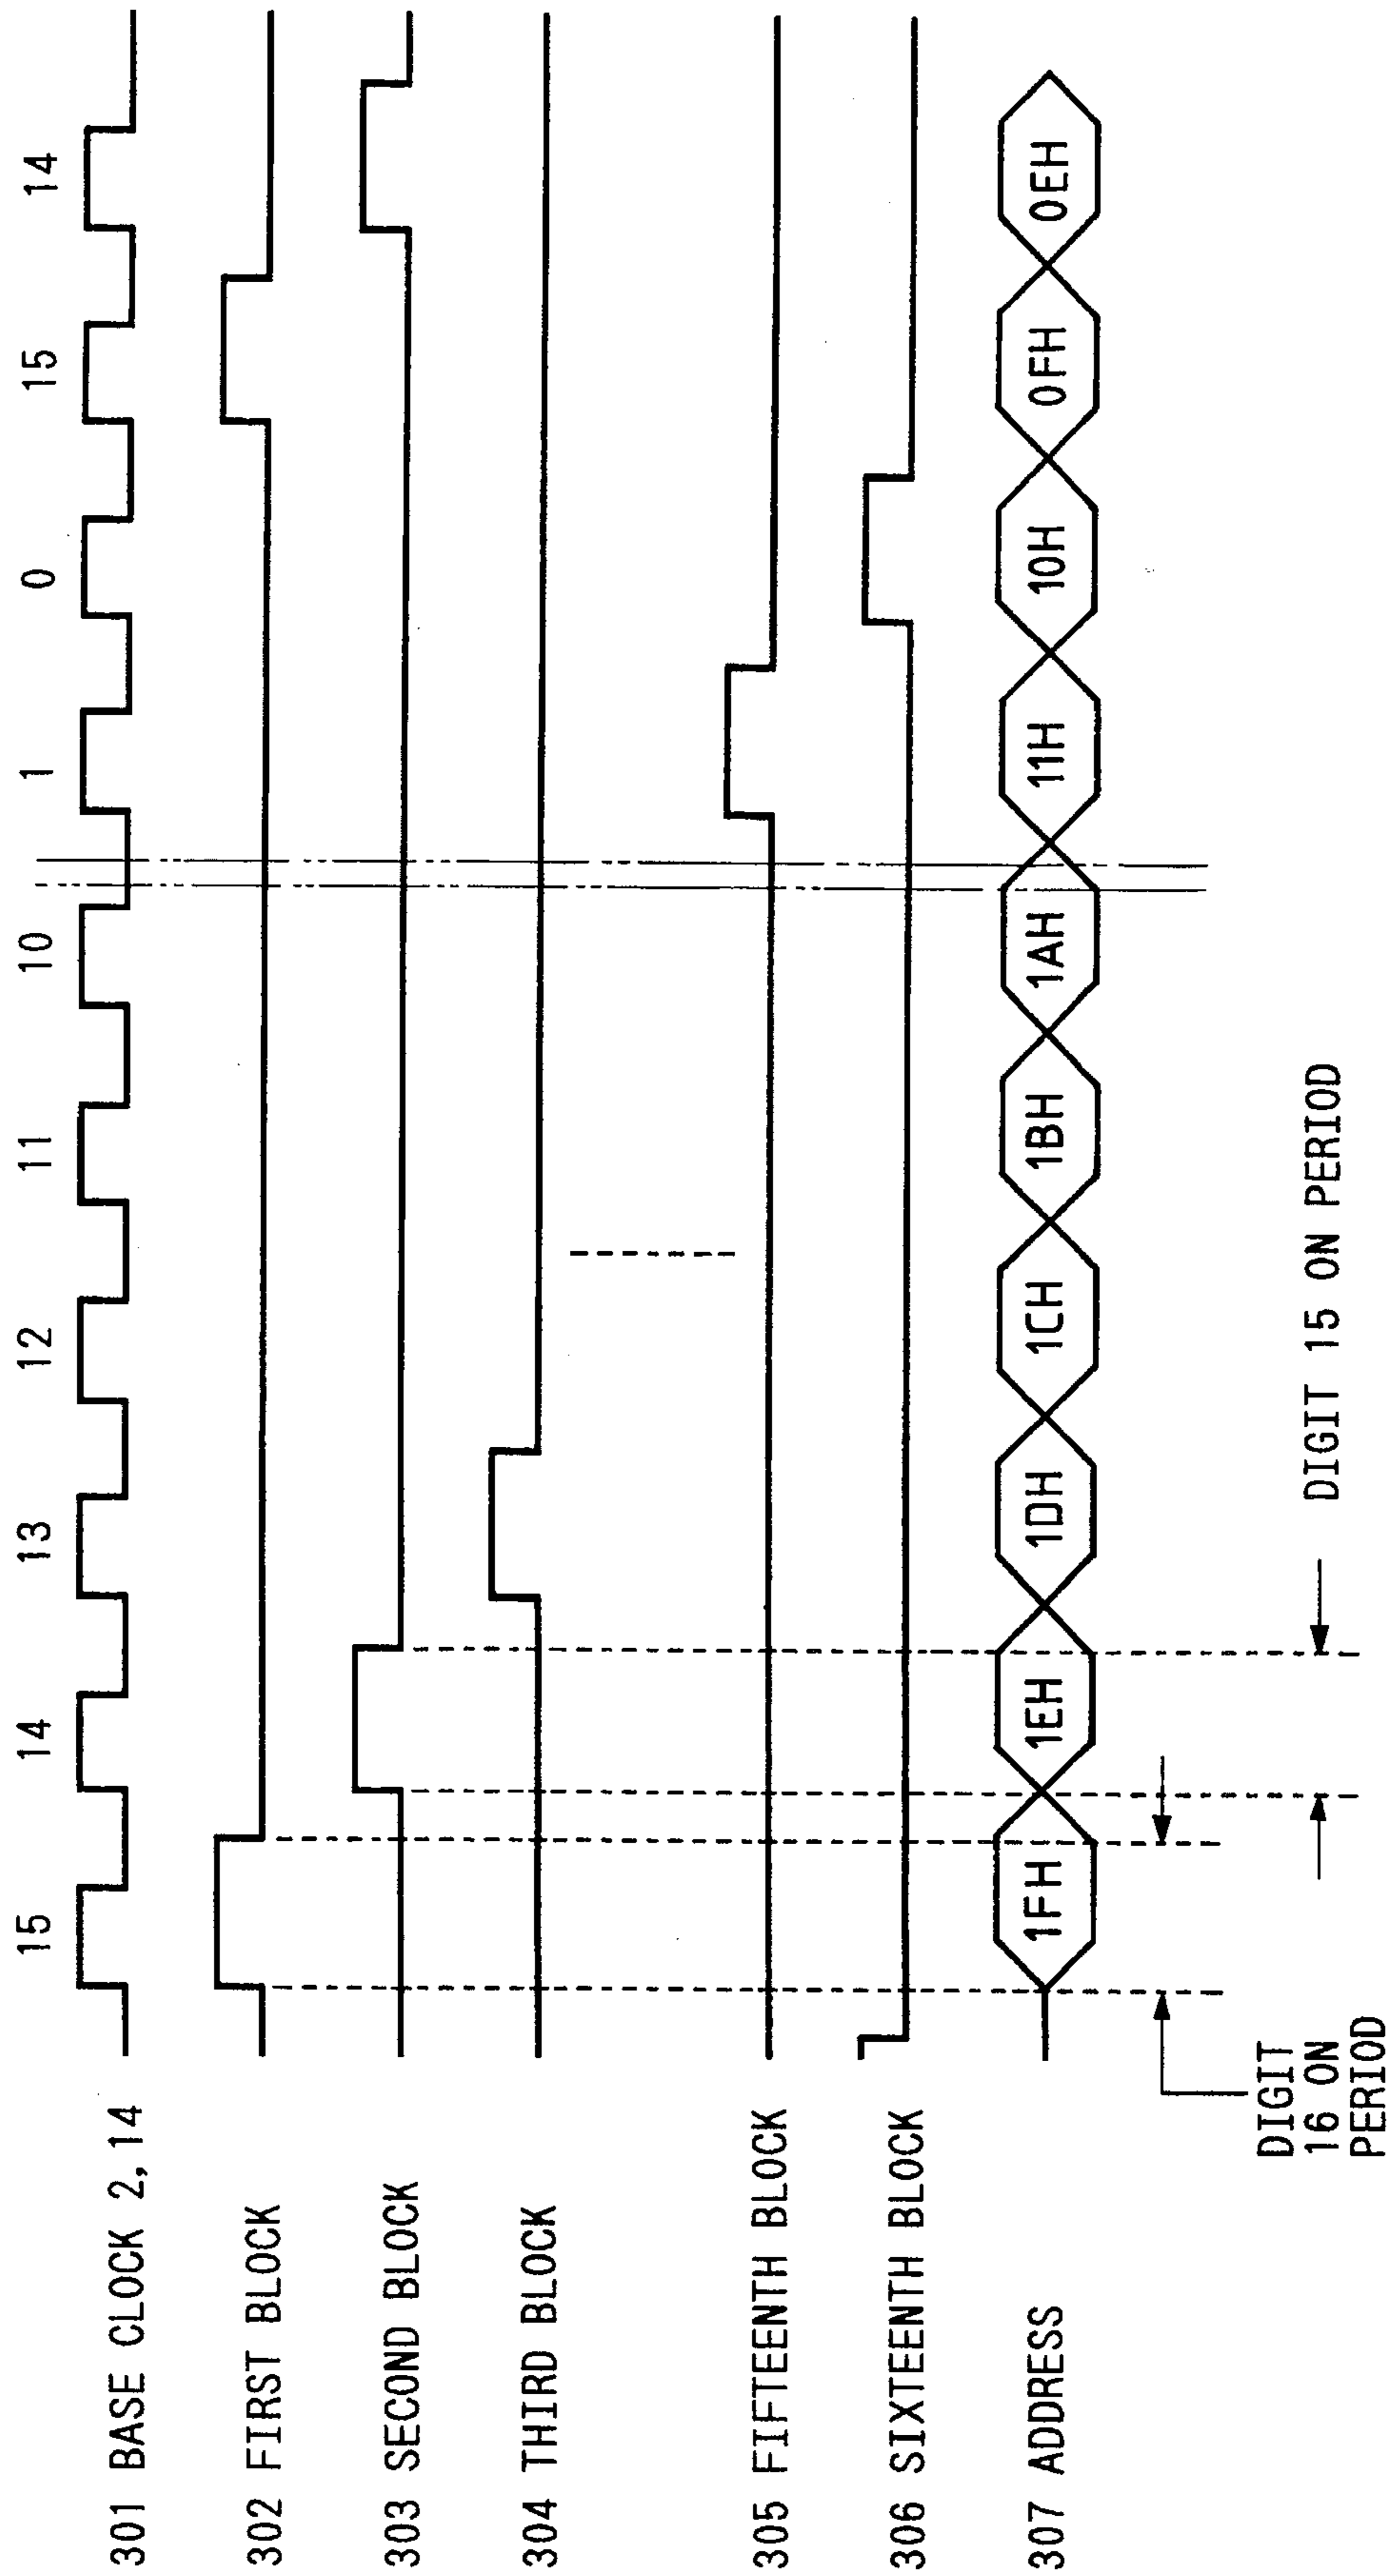 15 14 13 12 11 10 1 0 15 14
301 BASE CLOCK 2,14
302 FIRST BLOCK
303 SECOND BLOCK
304 THIRD BLOCK
305 FIFTEENTH BLOCK
306 SIXTEENTH BLOCK
307 ADDRESS 1FH 1EH 1DH 1CH 1BH 1AH 11H 10H 0FH 0EH
DIGIT
16 ON
PERIOD
DIGIT 15 ON PERIOD